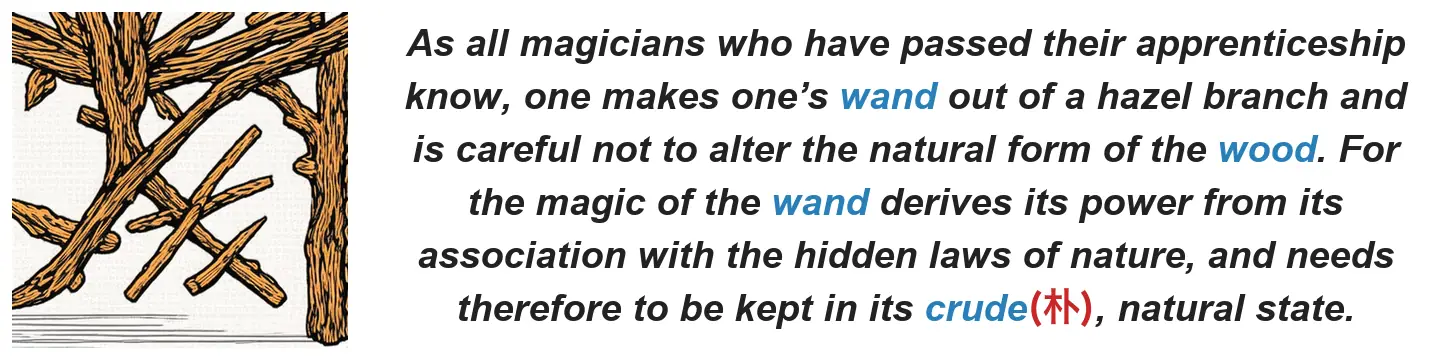 As all magicians who have passed their apprenticeship
know, one makes one’s wand out of a hazel branch and
is careful not to alter the natural form of the wood. For
the magic of the wand derives its power from its
association with the hidden laws of nature, and needs
therefore to be kept in its crude(朴), natural state.